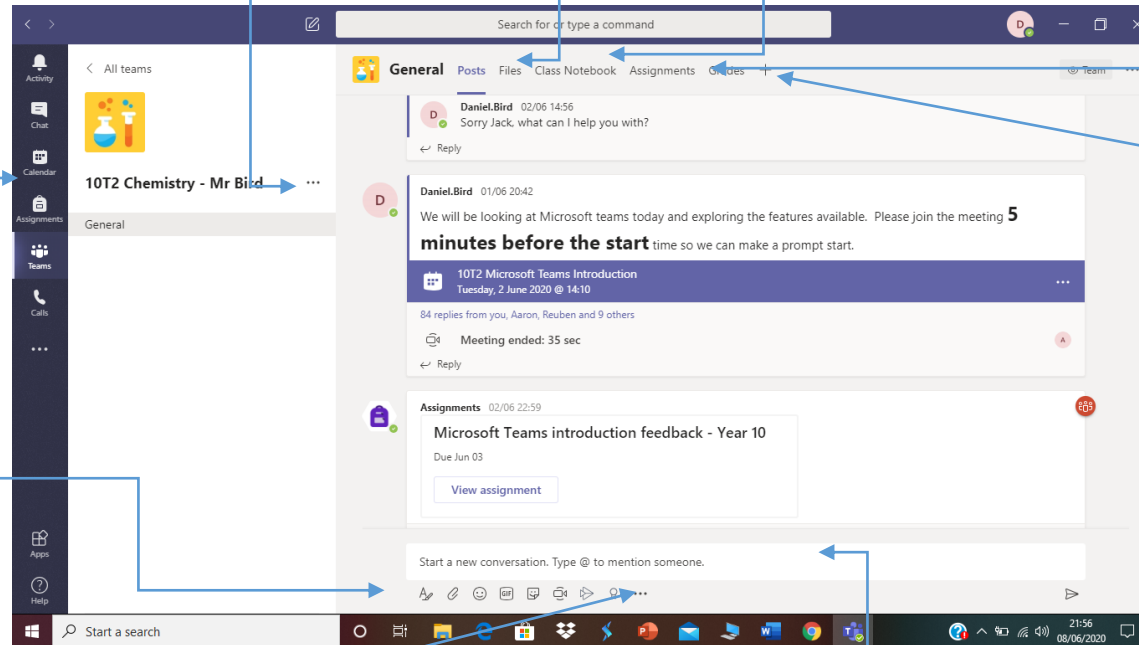 Search for or type a command
D
Activity
Chat
Calendar
Assignments
Teams
Calls
Apps
Help
All teams
10T2 Chemistry - Mr Bird
General
General Posts Files Class Notebook Assignments Grades +
Team
D
Daniel.Bird 02/06 14:56
Sorry Jack, what can I help you with?
Reply
D
Daniel.Bird 01/06 20:42
We will be looking at Microsoft teams today and exploring the features available. Please join the meeting 5
minutes before the start time so we can make a prompt start.
10T2 Microsoft Teams Introduction
Tuesday, 2 June 2020 @ 14:10
84 replies from you, Aaron, Reuben and 9 others
Meeting ended: 35 sec
A
Reply
Assignments 02/06 22:59
Microsoft Teams introduction feedback - Year 10
Due Jun 03
View assignment
Start a new conversation. Type @ to mention someone.
GIF
Start a search
21:56
08/06/2020